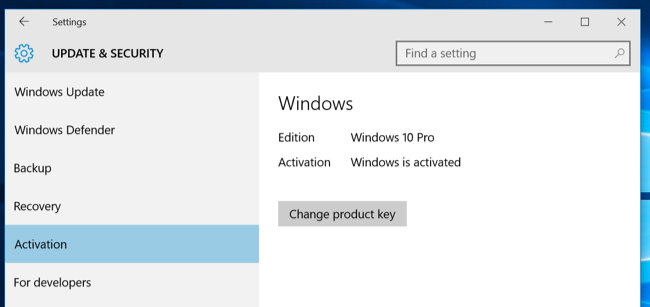 Settings
UPDATE & SECURITY
Find a setting
Windows Update
Windows Defender
Backup
Recovery
Activation
For developers
Windows
Edition Windows 10 Pro
Activation Windows is activated
Change product key